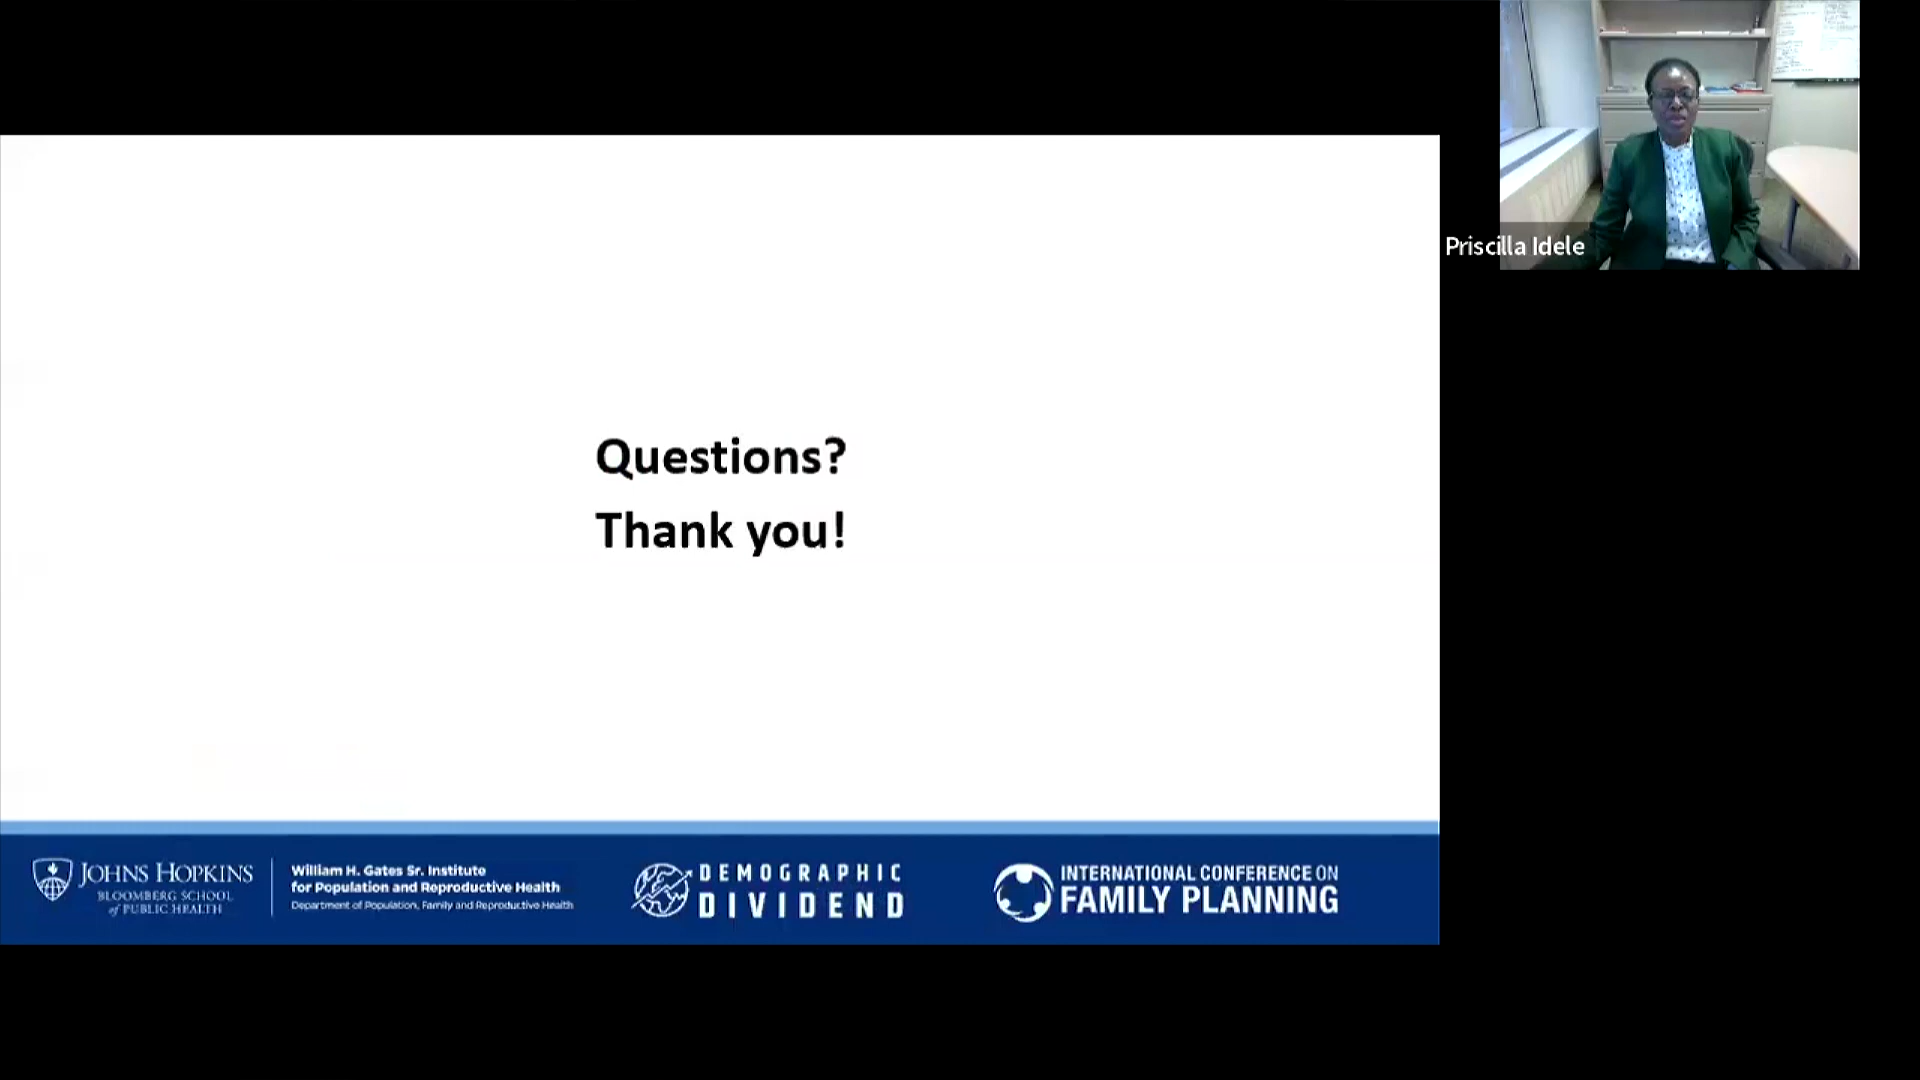 Priscilla Idele
Questions?
Thank you!
JOHNS HOPKINS
BLOOMBERG SCHOOL
of PUBLIC HEALTH
William H. Gates Sr. Institute
for Population and Reproductive Health
Department of Population, Family and Reproductive Health
DEMOGRAPHIC
DIVIDEND
INTERNATIONAL CONFERENCE ON
FAMILY PLANNING